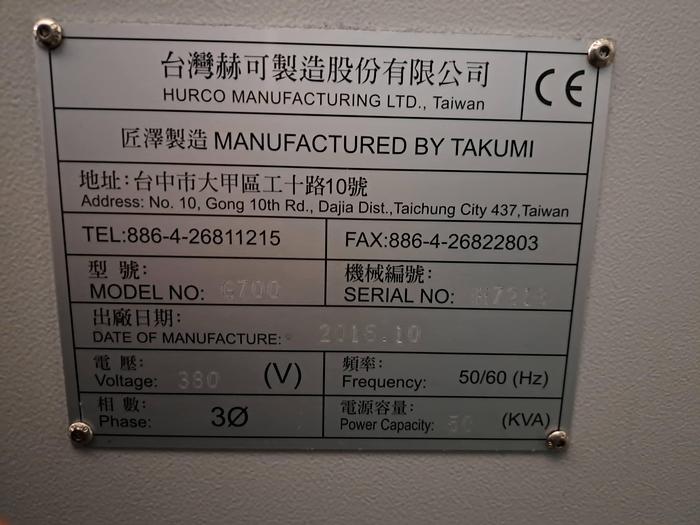 台灣赫可製造股份有限公司
HURCO MANUFACTURING LTD., Taiwan
CE
匠澤製造 MANUFACTURED BY TAKUMI
地址:台中市大甲區工十路10號
Address: No. 10, Gong 10th Rd., Dajia Dist.,Taichung City 437,Taiwan
TEL:886-4-26811215
FAX:886-4-26822803
型 號:
MODEL NO:
機械編號:
SERIAL NO:
出廠日期:
DATE OF MANUFACTURE: 2016.10
電 壓:
Voltage: 380 (V)
頻率:
Frequency: 50/60 (Hz)
相 數:
Phase: 3Ø
電源容量:
Power Capacity: (KVA)